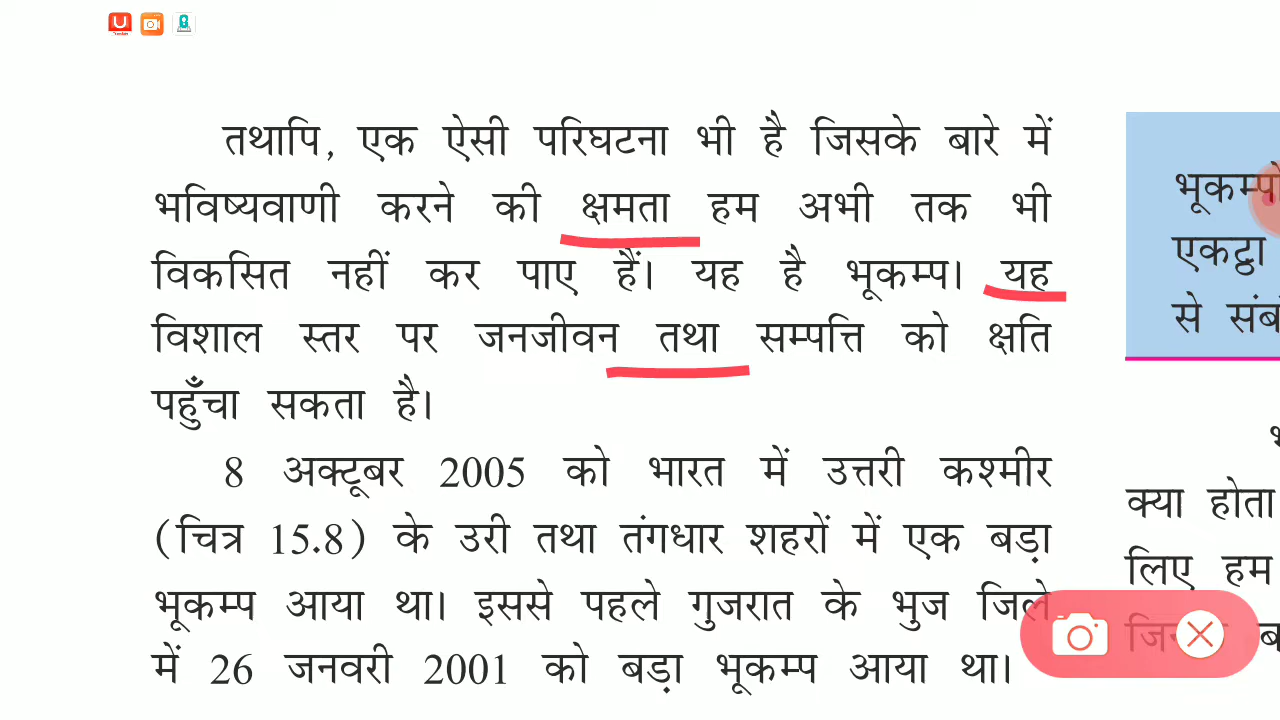 तथापि, एक ऐसी परिघटना भी है जिसके बारे में
भविष्यवाणी करने की क्षमता हम अभी तक भी
विकसित नहीं कर पाए हैं। यह है भूकम्प। यह
विशाल स्तर पर जनजीवन तथा सम्पत्ति को क्षति
पहुँचा सकता है।
8 अक्टूबर 2005 को भारत में उत्तरी कश्मीर
(चित्र 15.8) के उरी तथा तंगधार शहरों में एक बड़ा
भूकम्प आया था। इससे पहले गुजरात के भुज जिले
में 26 जनवरी 2001 को बड़ा भूकम्प आया था।
एकट्ठा
से
क्या होता
लिए हम